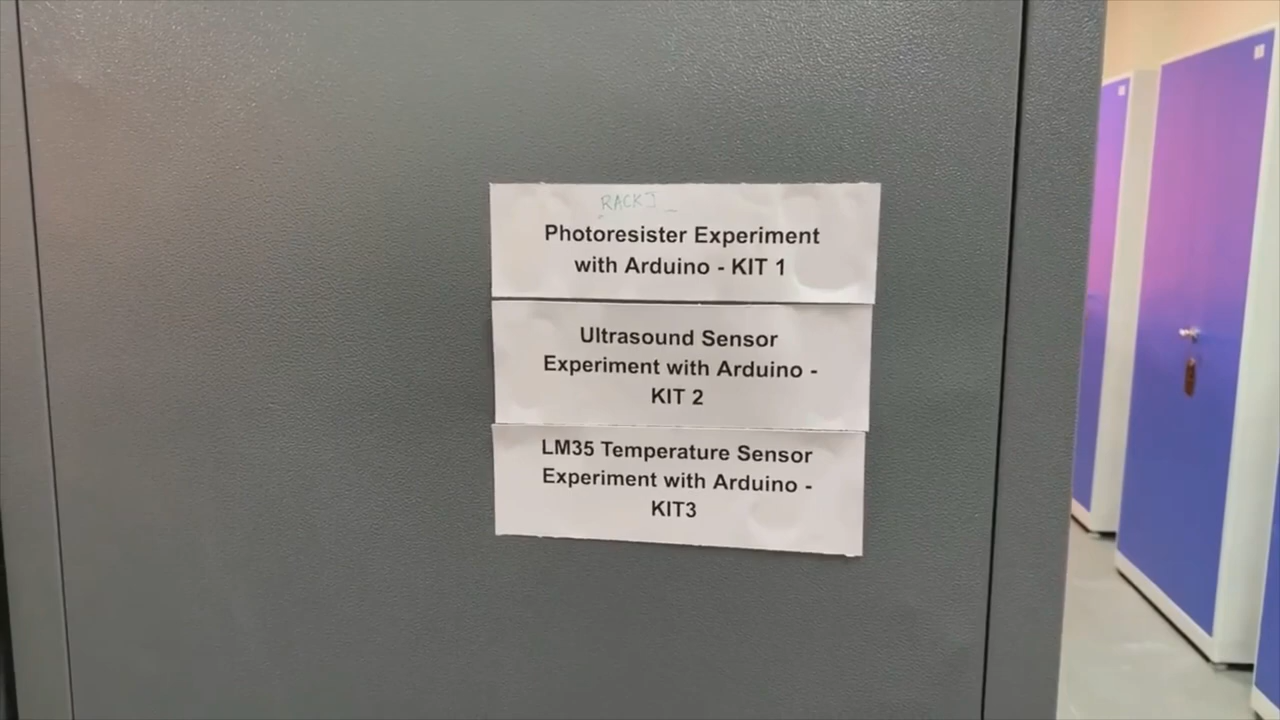 RACK I
Photoresister Experiment
with Arduino - KIT 1
Ultrasound Sensor
Experiment with Arduino -
KIT 2
LM35 Temperature Sensor
Experiment with Arduino -
KIT3